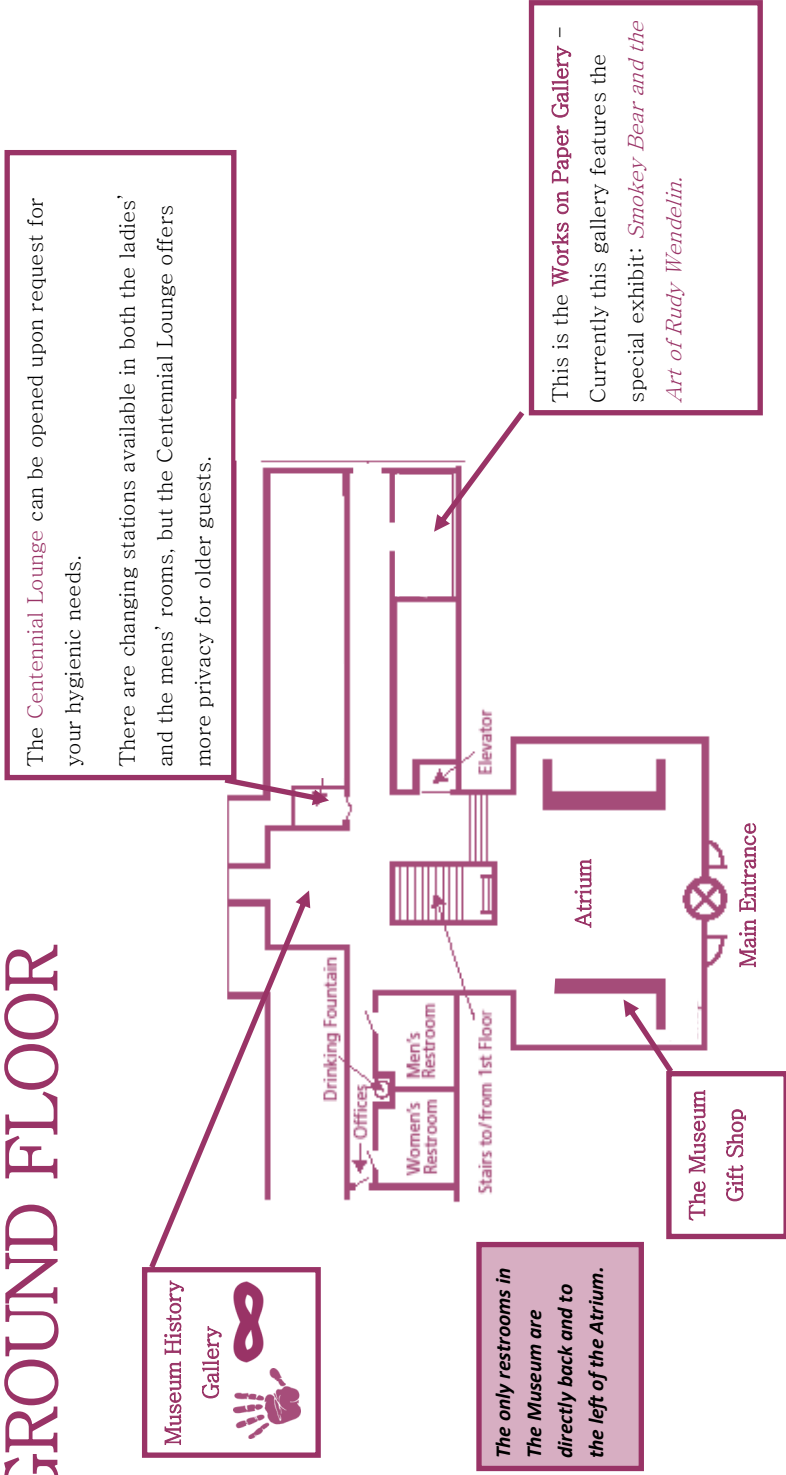 GROUND FLOOR
The Centennial Lounge can be opened upon request for
your hygienic needs.
There are changing stations available in both the ladies’
and the mens’ rooms, but the Centennial Lounge offers
more privacy for older guests.
Museum History
Gallery
Drinking Fountain
Offices
Women's
Restroom
Men's
Restroom
Stairs to/from 1st Floor
Elevator
Atrium
Main Entrance
The only restrooms in
The Museum are
directly back and to
the left of the Atrium.
The Museum
Gift Shop
This is the Works on Paper Gallery –
Currently this gallery features the
special exhibit: Smokey Bear and the
Art of Rudy Wendelin.